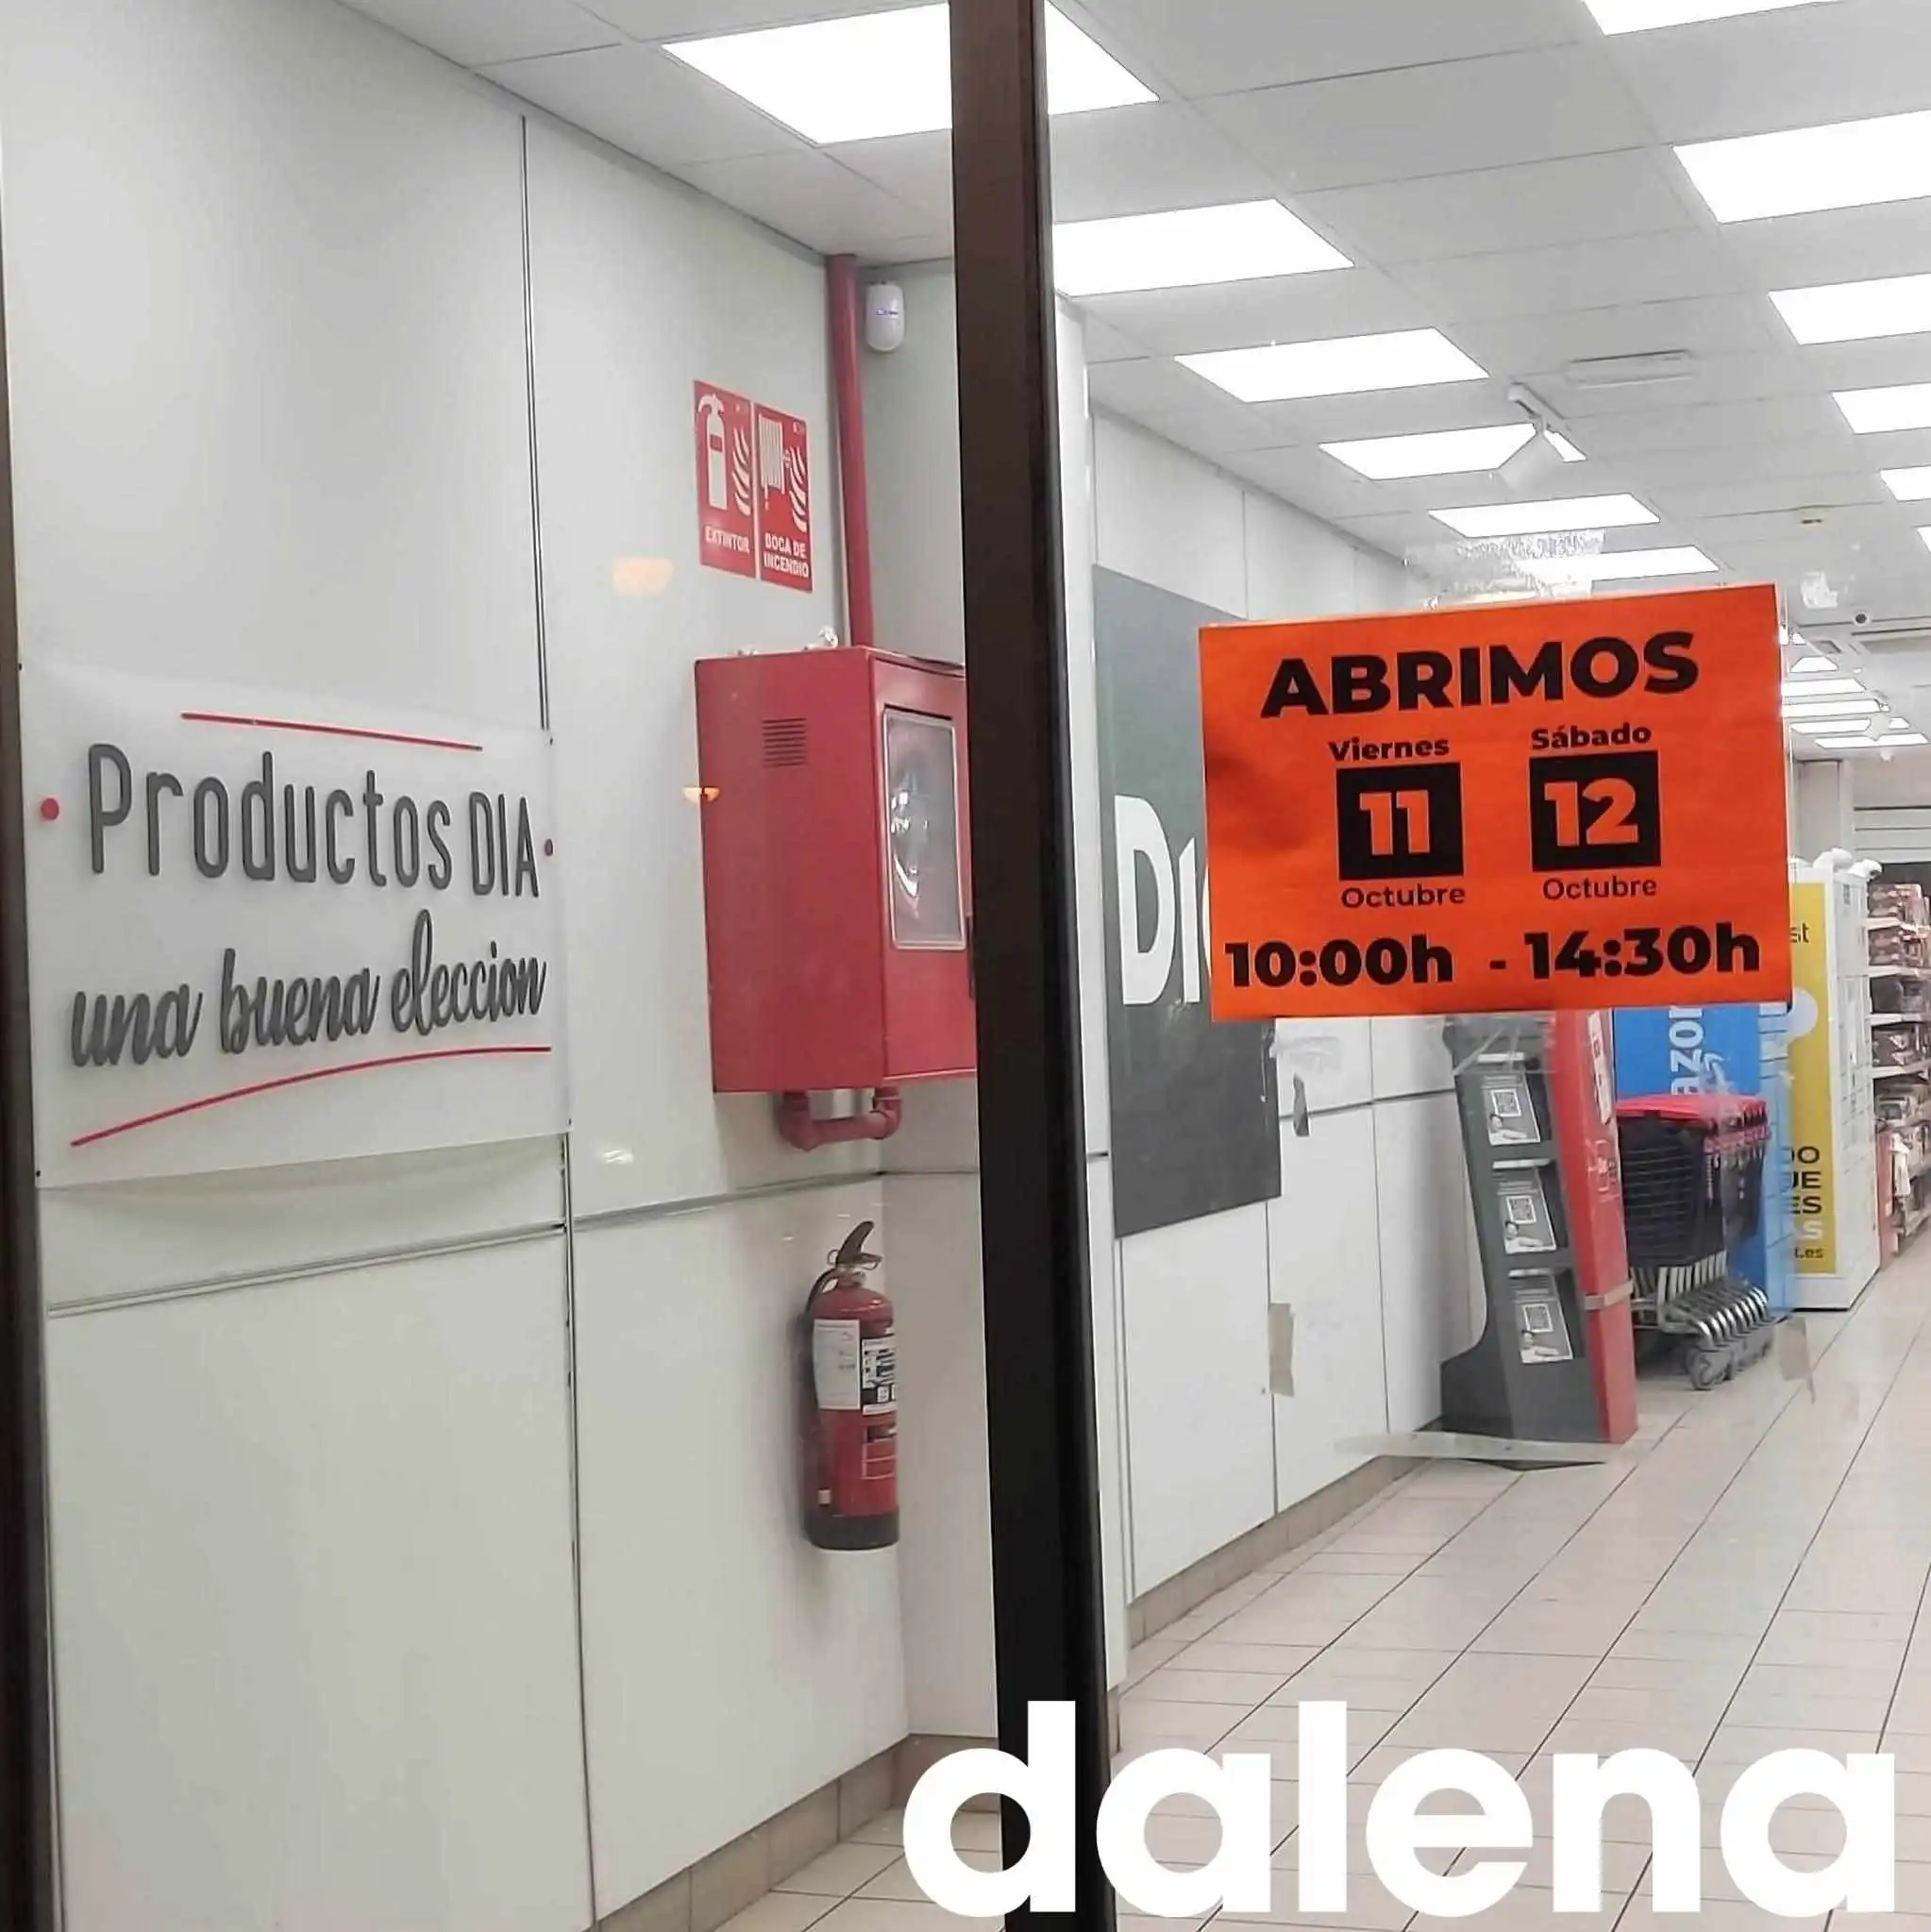 EXTINTOR
BOCA DE
INCENDIO
Productos DIA
una buena eleccion
ABRIMOS
Viernes Sábado
11 12
Octubre Octubre
10:00h - 14:30h
dalena